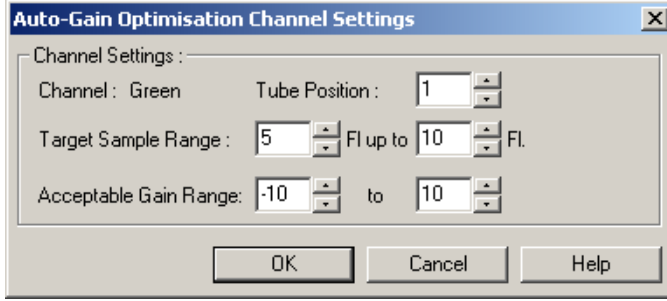 Auto-Gain Optimisation Channel Settings
Channel Settings :
Channel : Green Tube Position : 1
Target Sample Range : 5 Fl up to 10 Fl.
Acceptable Gain Range: -10 to 10
OK Cancel Help